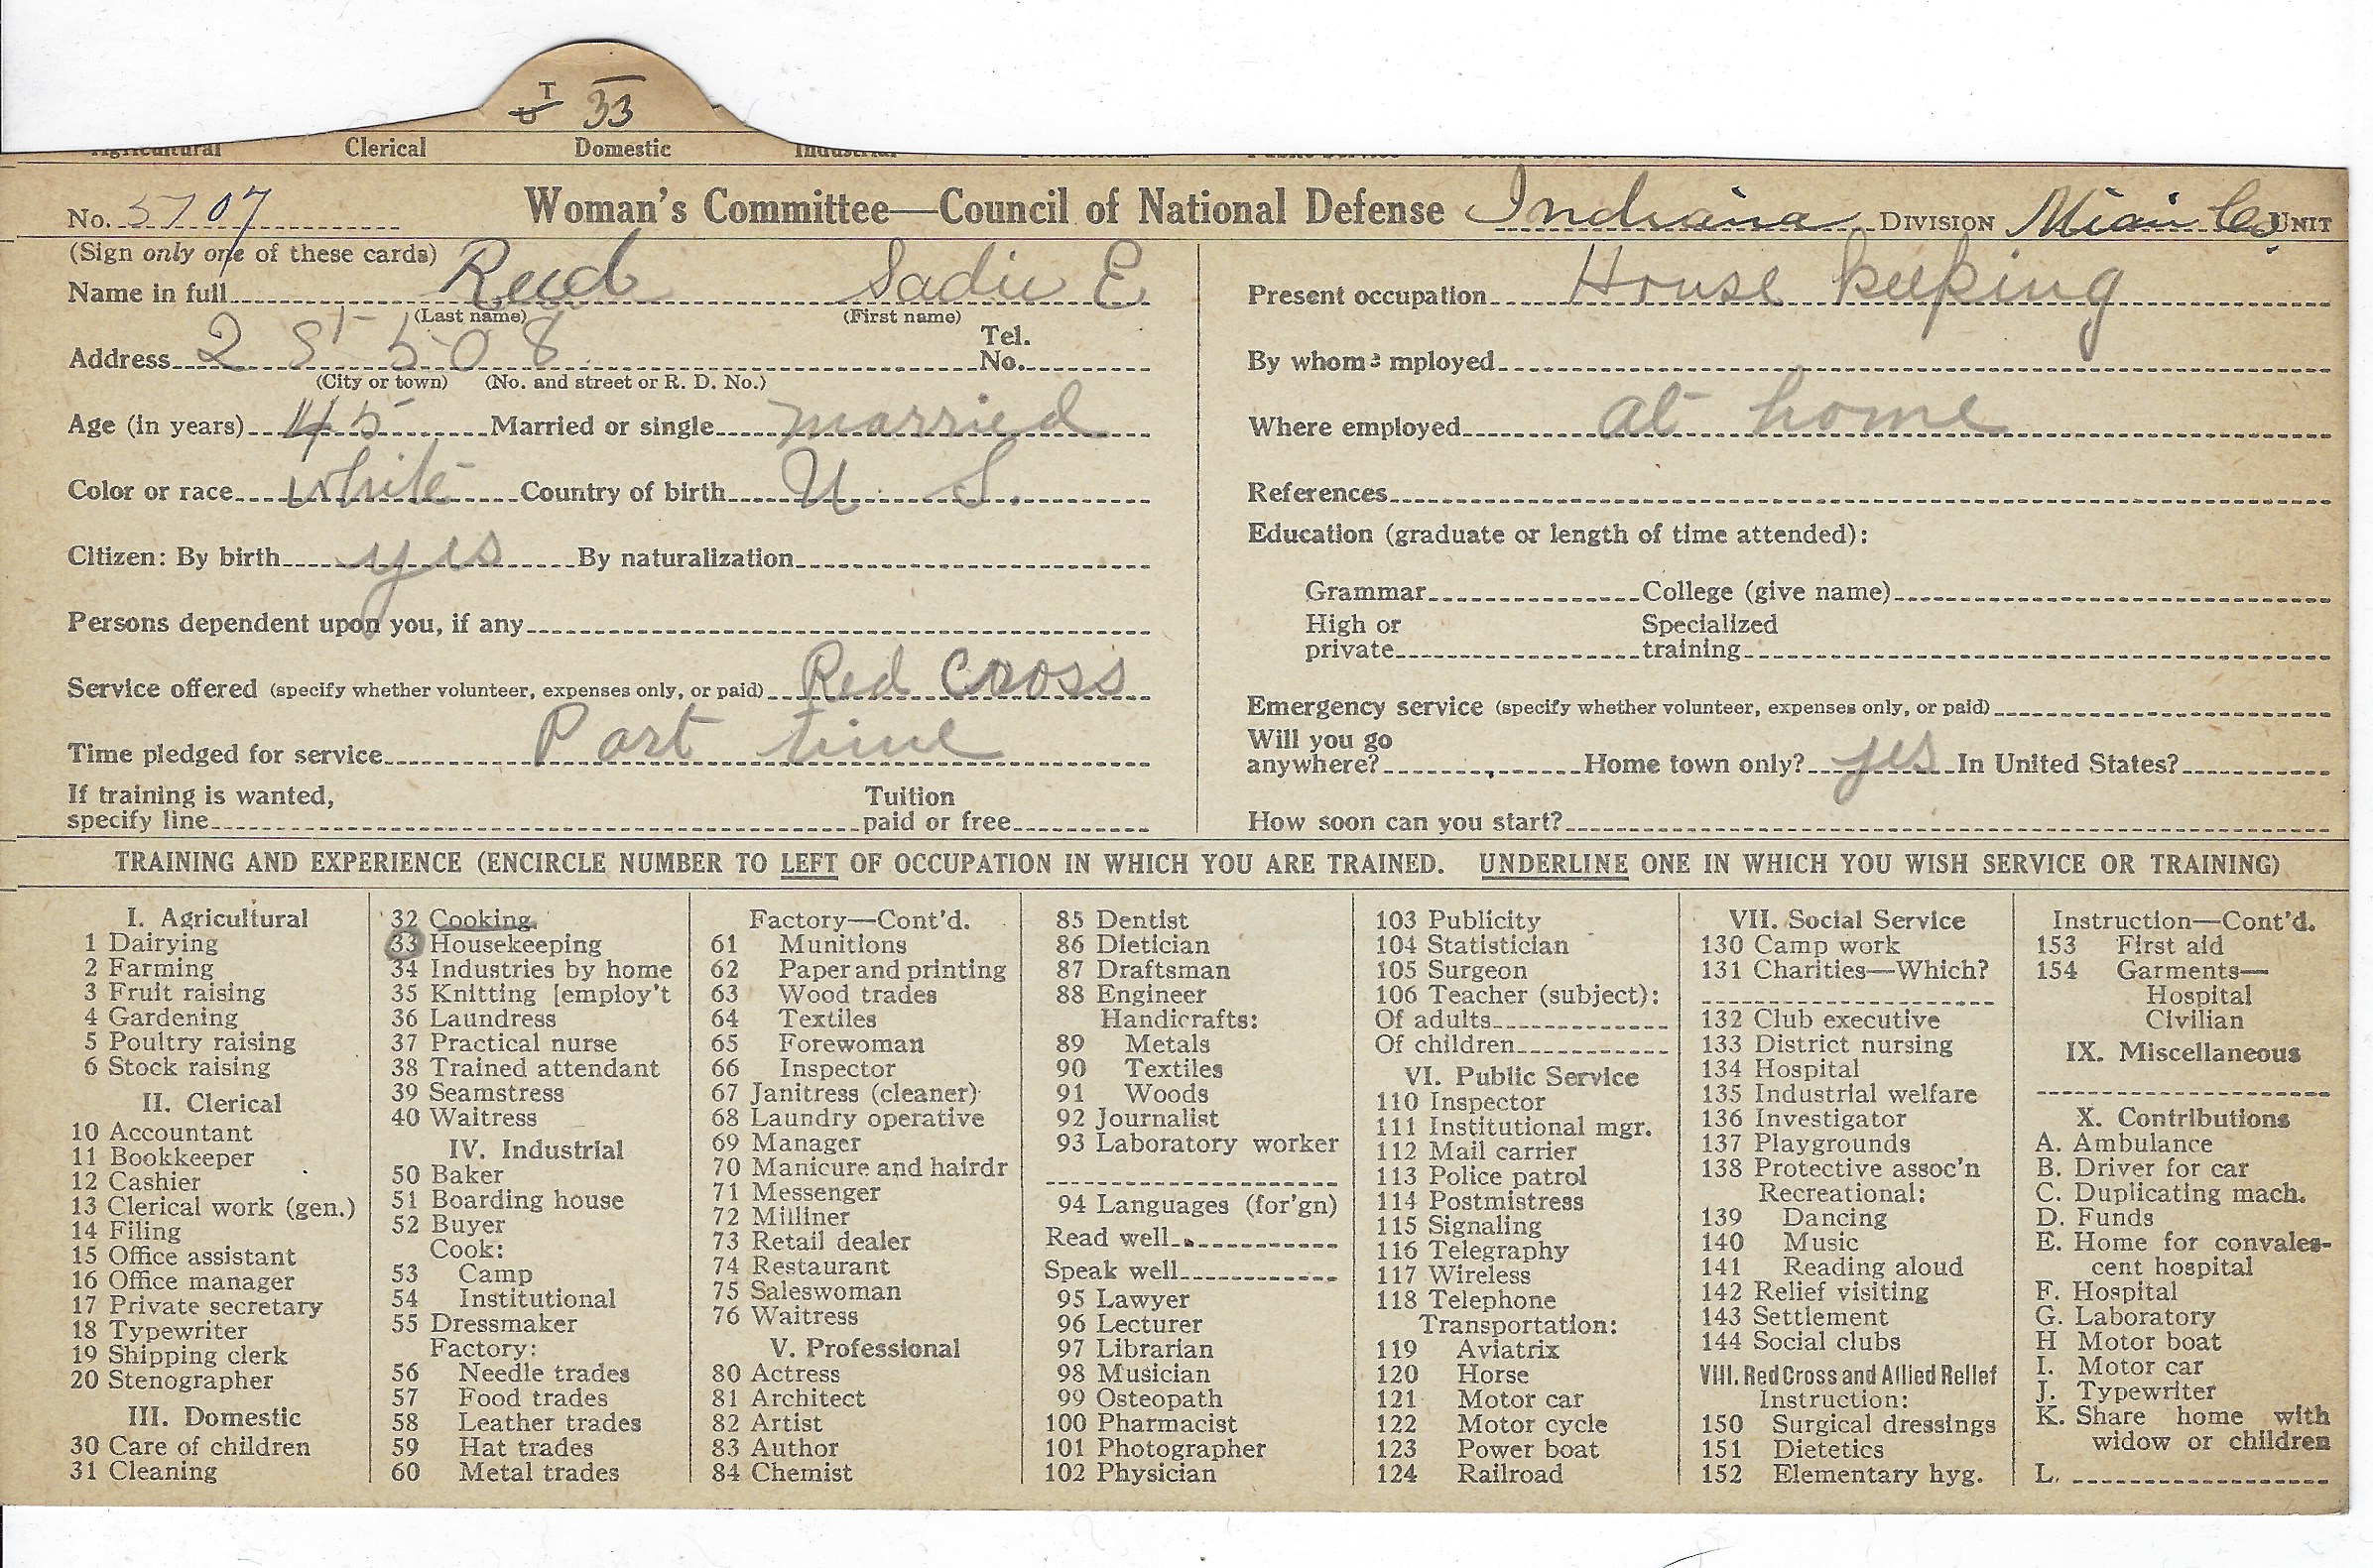 T
U 33
Clerical Domestic
No. 5707 Woman's Committee—Council of National Defense Indiana DIVISION Miami Co. UNIT
(Sign only one of these cards)
Name in full Reed Sadie E
(Last name) (First name)
Address 2 St 508 Tel. No.
(City or town) (No. and street or R. D. No.)
Age (in years) 45 Married or single married
Color or race white Country of birth U. S.
Citizen: By birth yes By naturalization
Persons dependent upon you, if any
Service offered (specify whether volunteer, expenses only, or paid) Red Cross
Time pledged for service Part time
If training is wanted,
specify line Tuition paid or free
Present occupation House keeping
By whom employed
Where employed at home
References
Education (graduate or length of time attended):
Grammar College (give name)
High or private Specialized training
Emergency service (specify whether volunteer, expenses only, or paid)
Will you go
anywhere? Home town only? yes In United States?
How soon can you start?
TRAINING AND EXPERIENCE (ENCIRCLE NUMBER TO LEFT OF OCCUPATION IN WHICH YOU ARE TRAINED. UNDERLINE ONE IN WHICH YOU WISH SERVICE OR TRAINING)
I. Agricultural
1 Dairying
2 Farming
3 Fruit raising
4 Gardening
5 Poultry raising
6 Stock raising
II. Clerical
10 Accountant
11 Bookkeeper
12 Cashier
13 Clerical work (gen.)
14 Filing
15 Office assistant
16 Office manager
17 Private secretary
18 Typewriter
19 Shipping clerk
20 Stenographer
III. Domestic
30 Care of children
31 Cleaning
32 Cooking
33 Housekeeping
34 Industries by home
35 Knitting [employ't
36 Laundress
37 Practical nurse
38 Trained attendant
39 Seamstress
40 Waitress
IV. Industrial
50 Baker
51 Boarding house
52 Buyer
Cook:
53 Camp
54 Institutional
55 Dressmaker
Factory:
56 Needle trades
57 Food trades
58 Leather trades
59 Hat trades
60 Metal trades
Factory—Cont'd.
61 Munitions
62 Paper and printing
63 Wood trades
64 Textiles
65 Forewoman
66 Inspector
67 Janitress (cleaner)
68 Laundry operative
69 Manager
70 Manicure and hairdr
71 Messenger
72 Milliner
73 Retail dealer
74 Restaurant
75 Saleswoman
76 Waitress
V. Professional
80 Actress
81 Architect
82 Artist
83 Author
84 Chemist
85 Dentist
86 Dietician
87 Draftsman
88 Engineer
Handicrafts:
89 Metals
90 Textiles
91 Woods
92 Journalist
93 Laboratory worker
94 Languages (for'gn)
Read well
Speak well
95 Lawyer
96 Lecturer
97 Librarian
98 Musician
99 Osteopath
100 Pharmacist
101 Photographer
102 Physician
103 Publicity
104 Statistician
105 Surgeon
106 Teacher (subject):
Of adults
Of children
VI. Public Service
110 Inspector
111 Institutional mgr.
112 Mail carrier
113 Police patrol
114 Postmistress
115 Signaling
116 Telegraphy
117 Wireless
118 Telephone
Transportation:
119 Aviatrix
120 Horse
121 Motor car
122 Motor cycle
123 Power boat
124 Railroad
VII. Social Service
130 Camp work
131 Charities—Which?
132 Club executive
133 District nursing
134 Hospital
135 Industrial welfare
136 Investigator
137 Playgrounds
138 Protective assoc'n
Recreational:
139 Dancing
140 Music
141 Reading aloud
142 Relief visiting
143 Settlement
144 Social clubs
VIII. Red Cross and Allied Relief
Instruction:
150 Surgical dressings
151 Dietetics
152 Elementary hyg.
Instruction—Cont'd.
153 First aid
154 Garments—
Hospital
Civilian
IX. Miscellaneous
X. Contributions
A. Ambulance
B. Driver for car
C. Duplicating mach.
D. Funds
E. Home for convales-
cent hospital
F. Hospital
G. Laboratory
H Motor boat
I. Motor car
J. Typewriter
K. Share home with
widow or children
L.